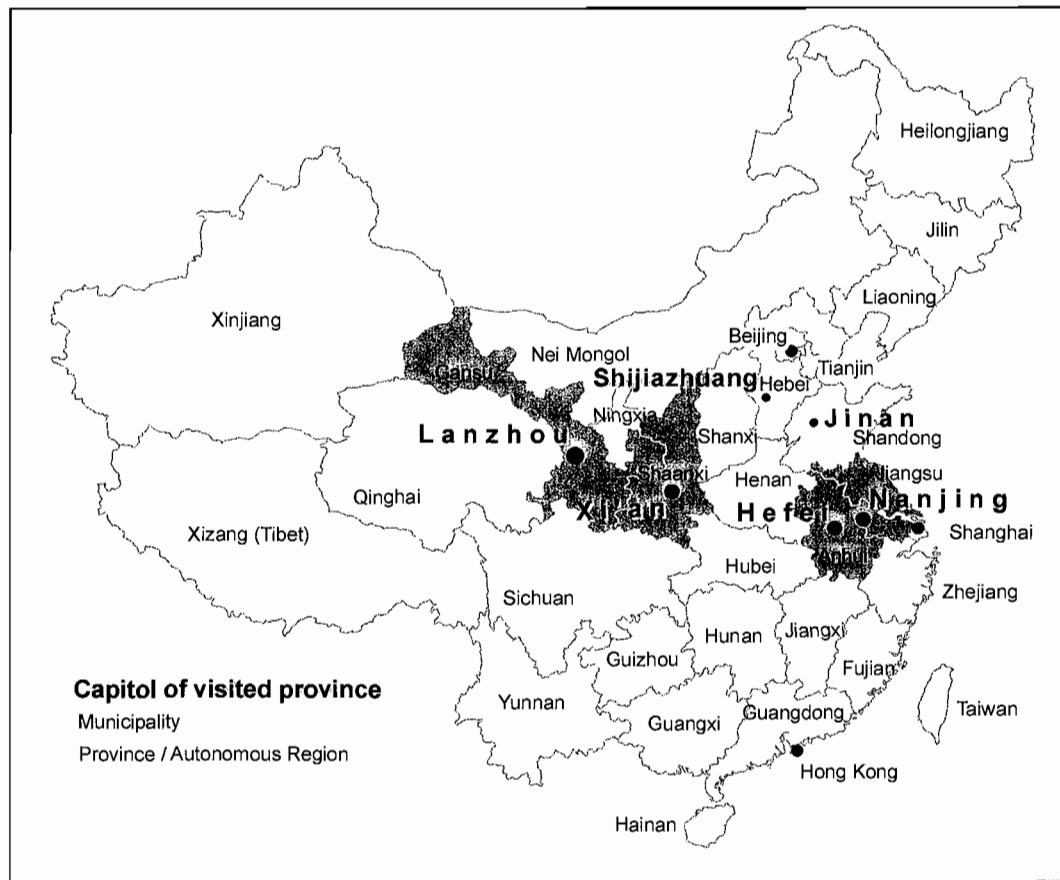 Heilongjiang
Jilin
Liaoning
Xinjiang
Beijing
Nei Mongol
Tianjin
Gansu
Shijiazhuang
Hebei
Ningxia
Jinan
Lanzhou
Shanxi
Shandong
Shaanxi
Henan
Jiangsu
Qinghai
Xi'an
Hefei
Nanjing
Xizang (Tibet)
Shanghai
Anhui
Hubei
Sichuan
Zhejiang
Hunan
Jiangxi
Guizhou
Fujian
Capitol of visited province
Yunnan
Guangdong
Taiwan
Municipality
Guangxi
Province / Autonomous Region
Hong Kong
Hainan